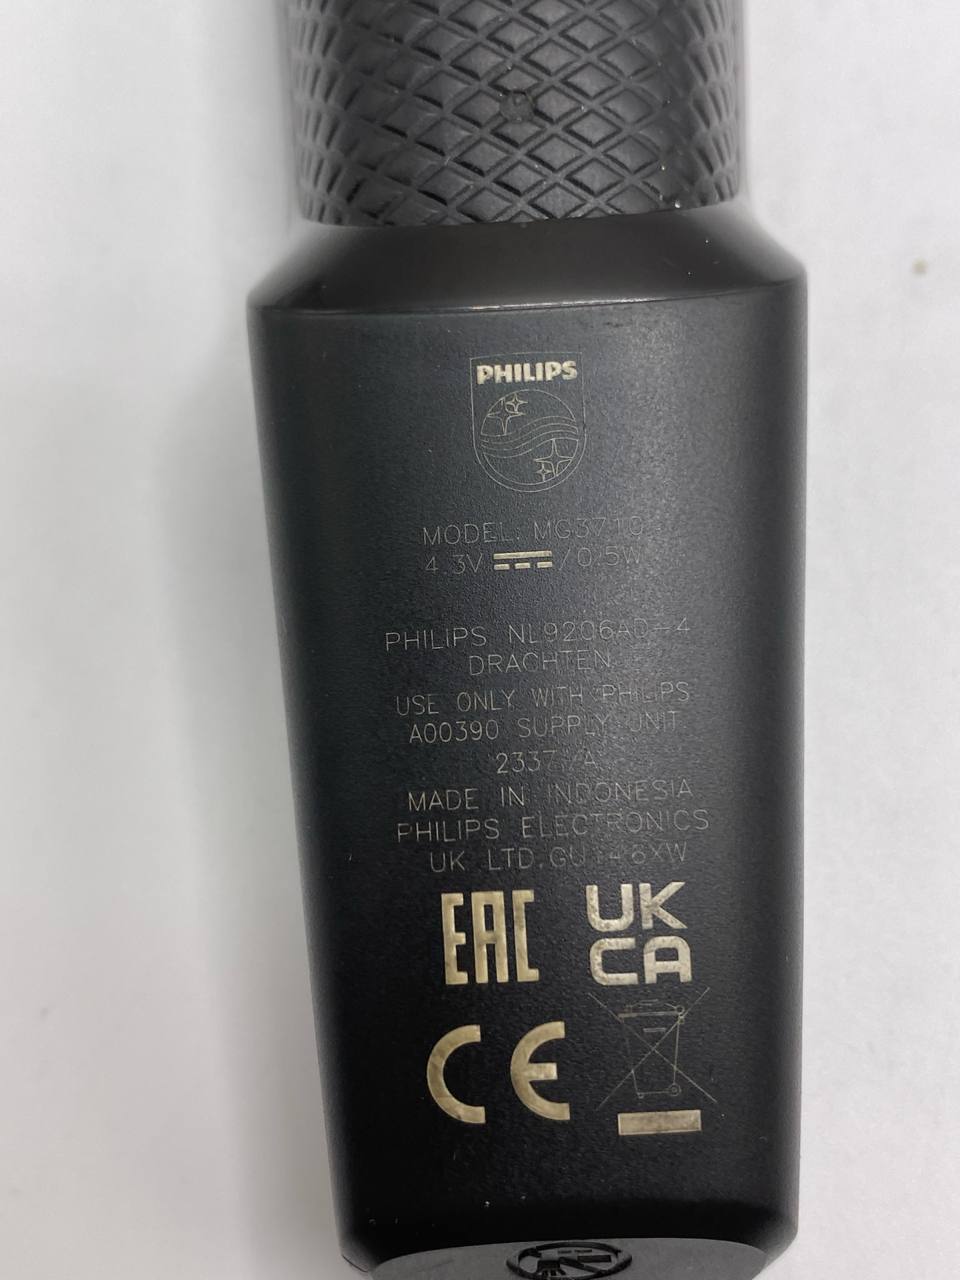 PHILIPS
MODEL: MG3710
4.3V /0.5W
PHILIPS NL9206AD-4
DRACHTEN
USE ONLY WITH PHILIPS
A00390 SUPPLY UNIT
MADE IN INDONESIA
PHILIPS ELECTRONICS
UK LTD.GU146XW
EAC
UK
CA
CE